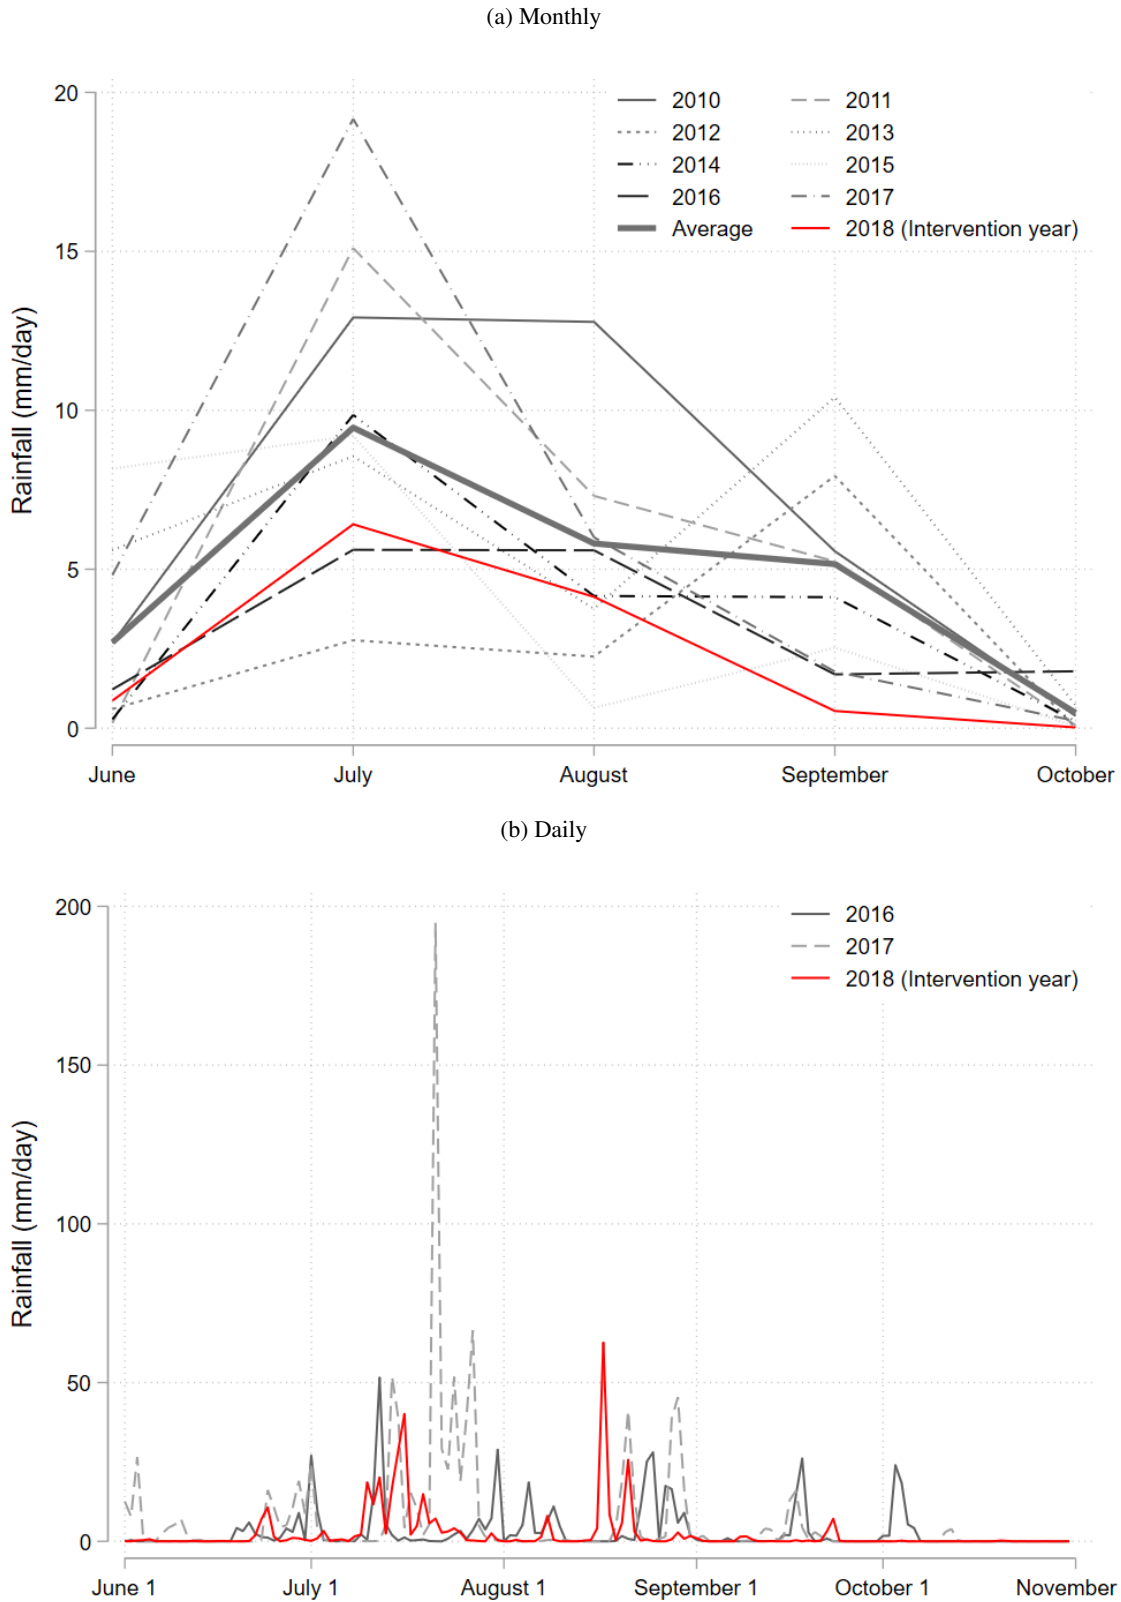 (a) Monthly
20
15
10
5
0
Rainfall (mm/day)
2010
2011
2012
2013
2014
2015
2016
2017
Average
2018 (Intervention year)
June
July
August
September
October
(b) Daily
200
150
100
50
0
Rainfall (mm/day)
2016
2017
2018 (Intervention year)
June 1
July 1
August 1
September 1
October 1
November